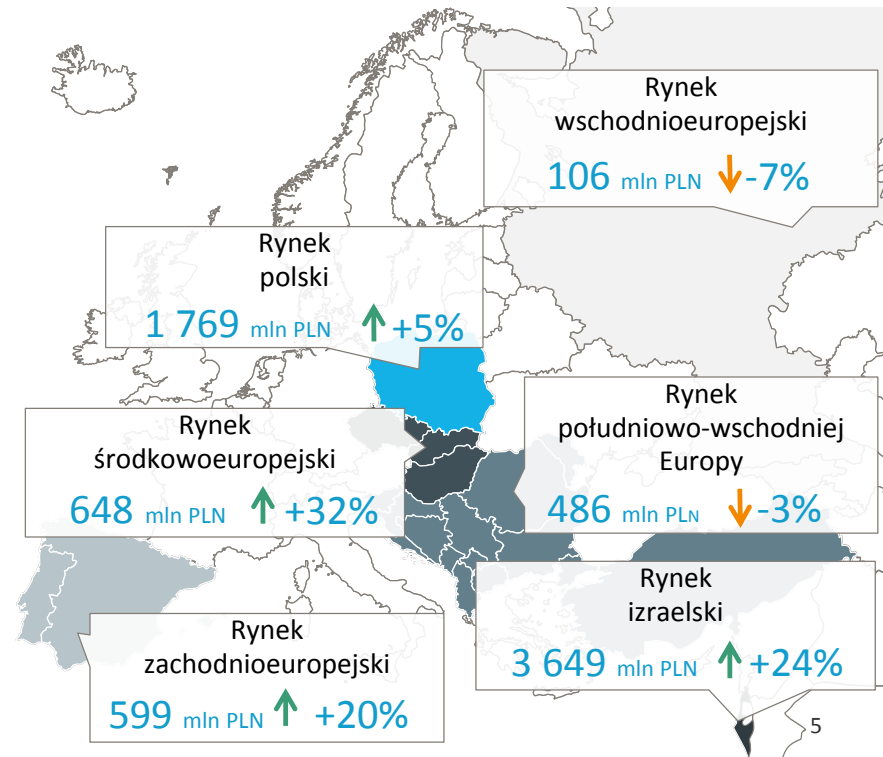 Rynek
wschodnioeuropejski
106 mln PLN -7%
Rynek
polski
1 769 mln PLN +5%
Rynek
środkowoeuropejski
648 mln PLN +32%
Rynek
południowo-wschodniej
Europy
486 mln PLN -3%
Rynek
izraelski
3 649 mln PLN +24%
Rynek
zachodnioeuropejski
599 mln PLN +20%
5